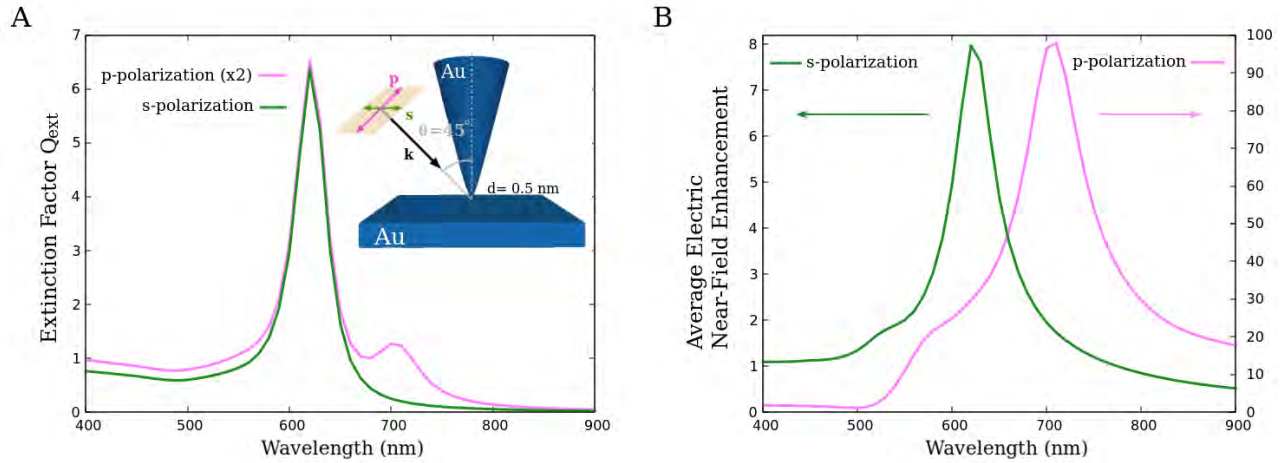 A
Extinction Factor Qext
7
6
5
4
3
2
1
0
400
500
600
700
800
900
Wavelength (nm)
p-polarization (x2)
s-polarization
p
s
k
θ=45°
Au
d= 0.5 nm
Au
B
Average Electric
Near-Field Enhancement
8
7
6
5
4
3
2
1
0
s-polarization
p-polarization
100
90
80
70
60
50
40
30
20
10
0
400
500
600
700
800
900
Wavelength (nm)